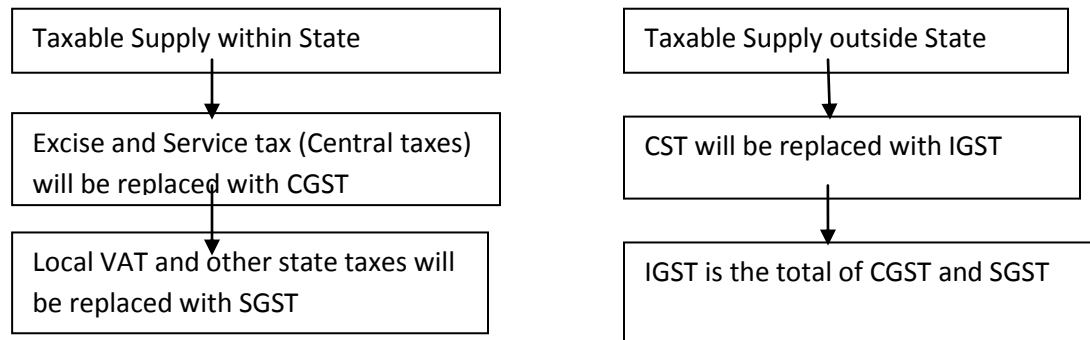 Taxable Supply within State
Excise and Service tax (Central taxes)
will be replaced with CGST
Local VAT and other state taxes will
be replaced with SGST
Taxable Supply outside State
CST will be replaced with IGST
IGST is the total of CGST and SGST